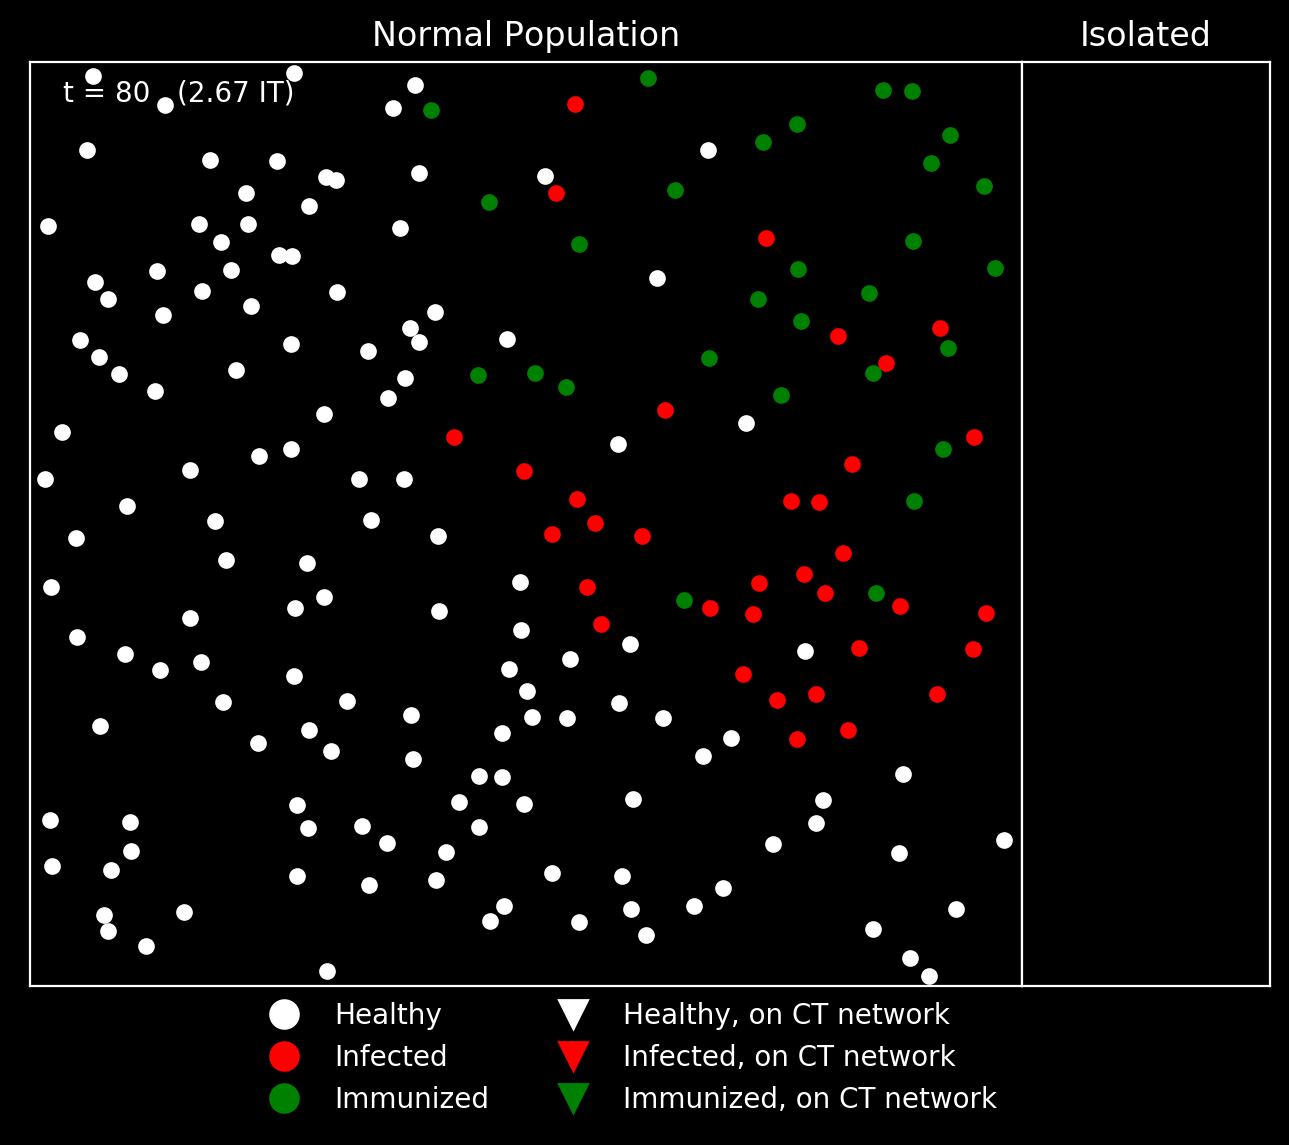 Normal Population
Isolated
t = 80 (2.67 IT)
Healthy
Infected
Immunized
Healthy, on CT network
Infected, on CT network
Immunized, on CT network